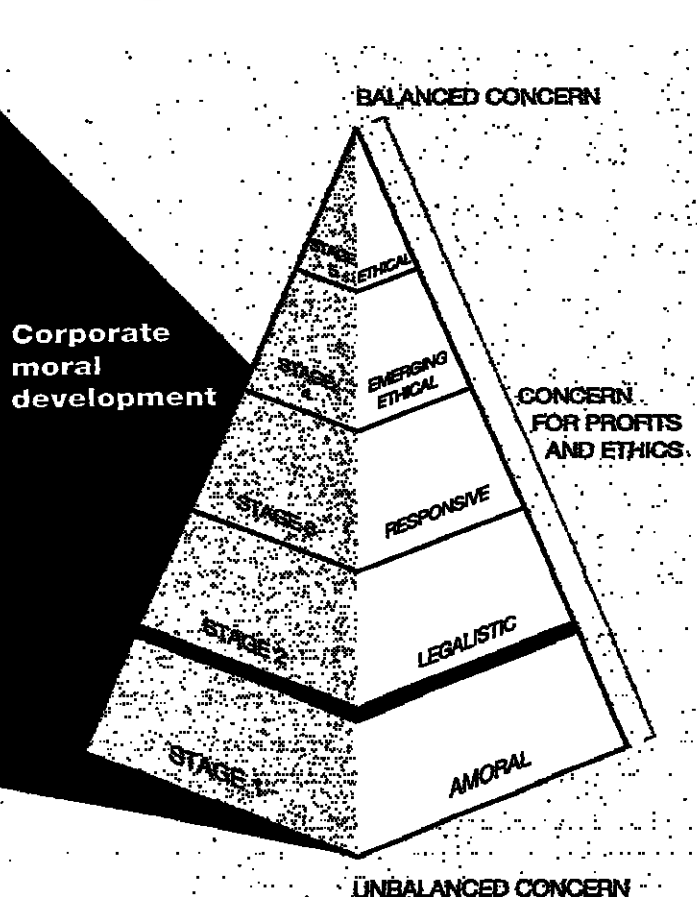 BALANCED CONCERN
STAGE
5
ETHICAL
Corporate
moral
development
STAGE
4
EMERGING
ETHICAL
CONCERN
FOR PROFITS
AND ETHICS
STAGE 3
RESPONSIVE
STAGE 2
LEGALISTIC
STAGE 1
AMORAL
UNBALANCED CONCERN